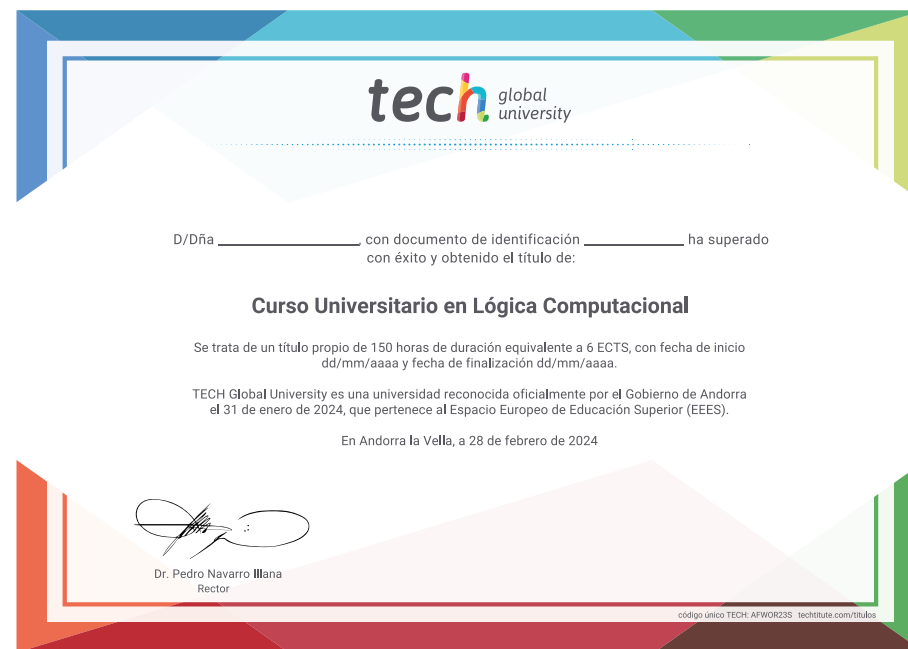 tech global university
D/Dña ____________________, con documento de identificación ______________ ha superado
con éxito y obtenido el título de:
Curso Universitario en Lógica Computacional
Se trata de un título propio de 150 horas de duración equivalente a 6 ECTS, con fecha de inicio
dd/mm/aaaa y fecha de finalización dd/mm/aaaa.
TECH Global University es una universidad reconocida oficialmente por el Gobierno de Andorra
el 31 de enero de 2024, que pertenece al Espacio Europeo de Educación Superior (EEES).
En Andorra la Vella, a 28 de febrero de 2024
Dr. Pedro Navarro Illana
Rector
código único TECH: AFWOR23S techtitute.com/titulos